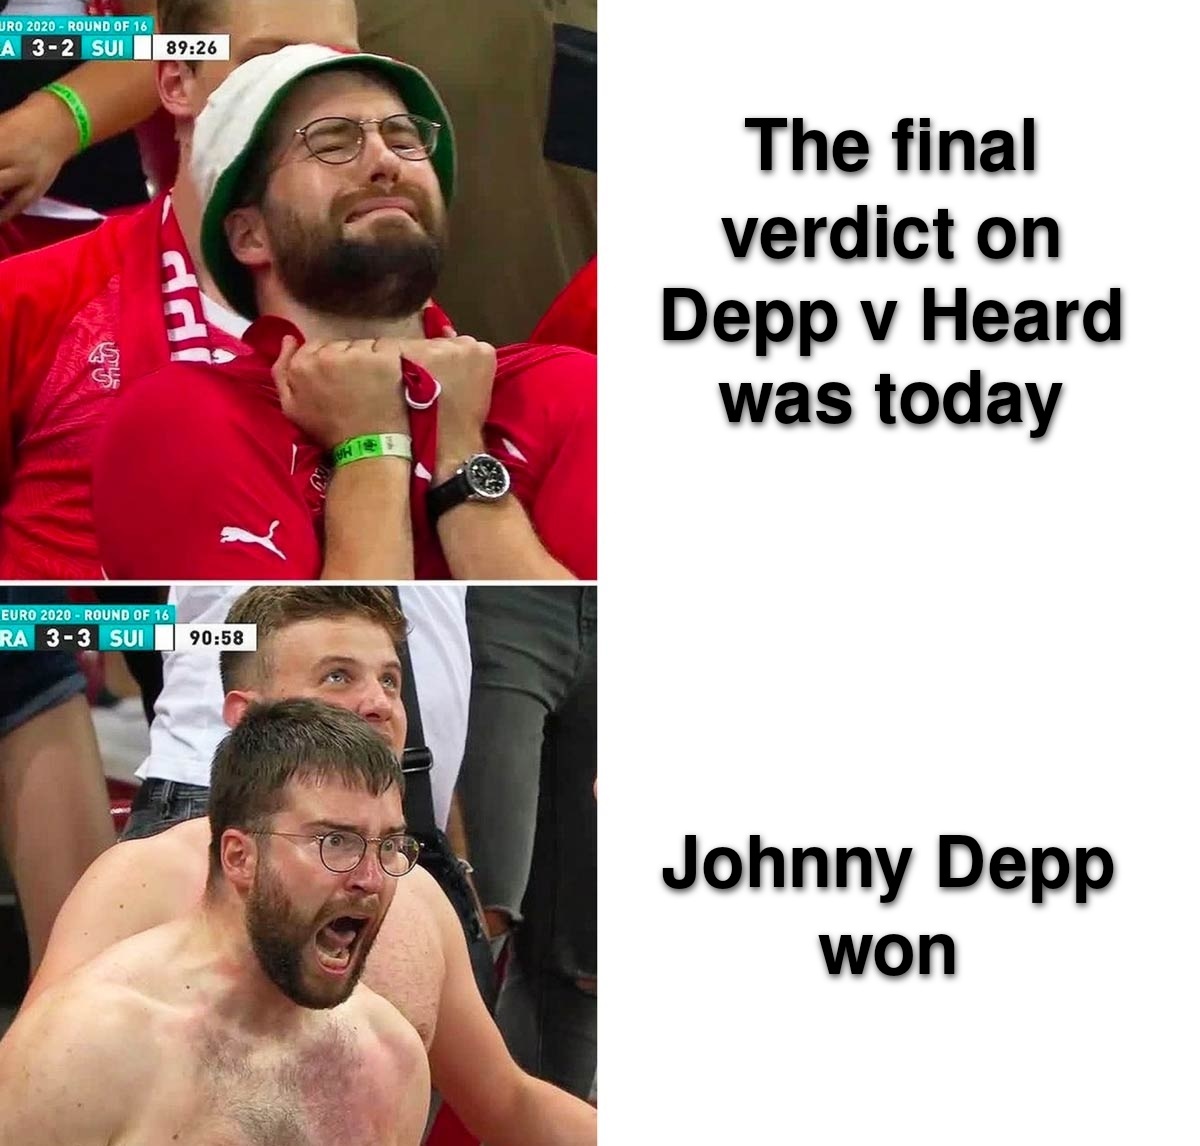 URO 2020 - ROUND OF 16
A 3-2 SUI 89:26
The final
verdict on
Depp v Heard
was today
EURO 2020 - ROUND OF 16
RA 3-3 SUI 90:58
Johnny Depp
won